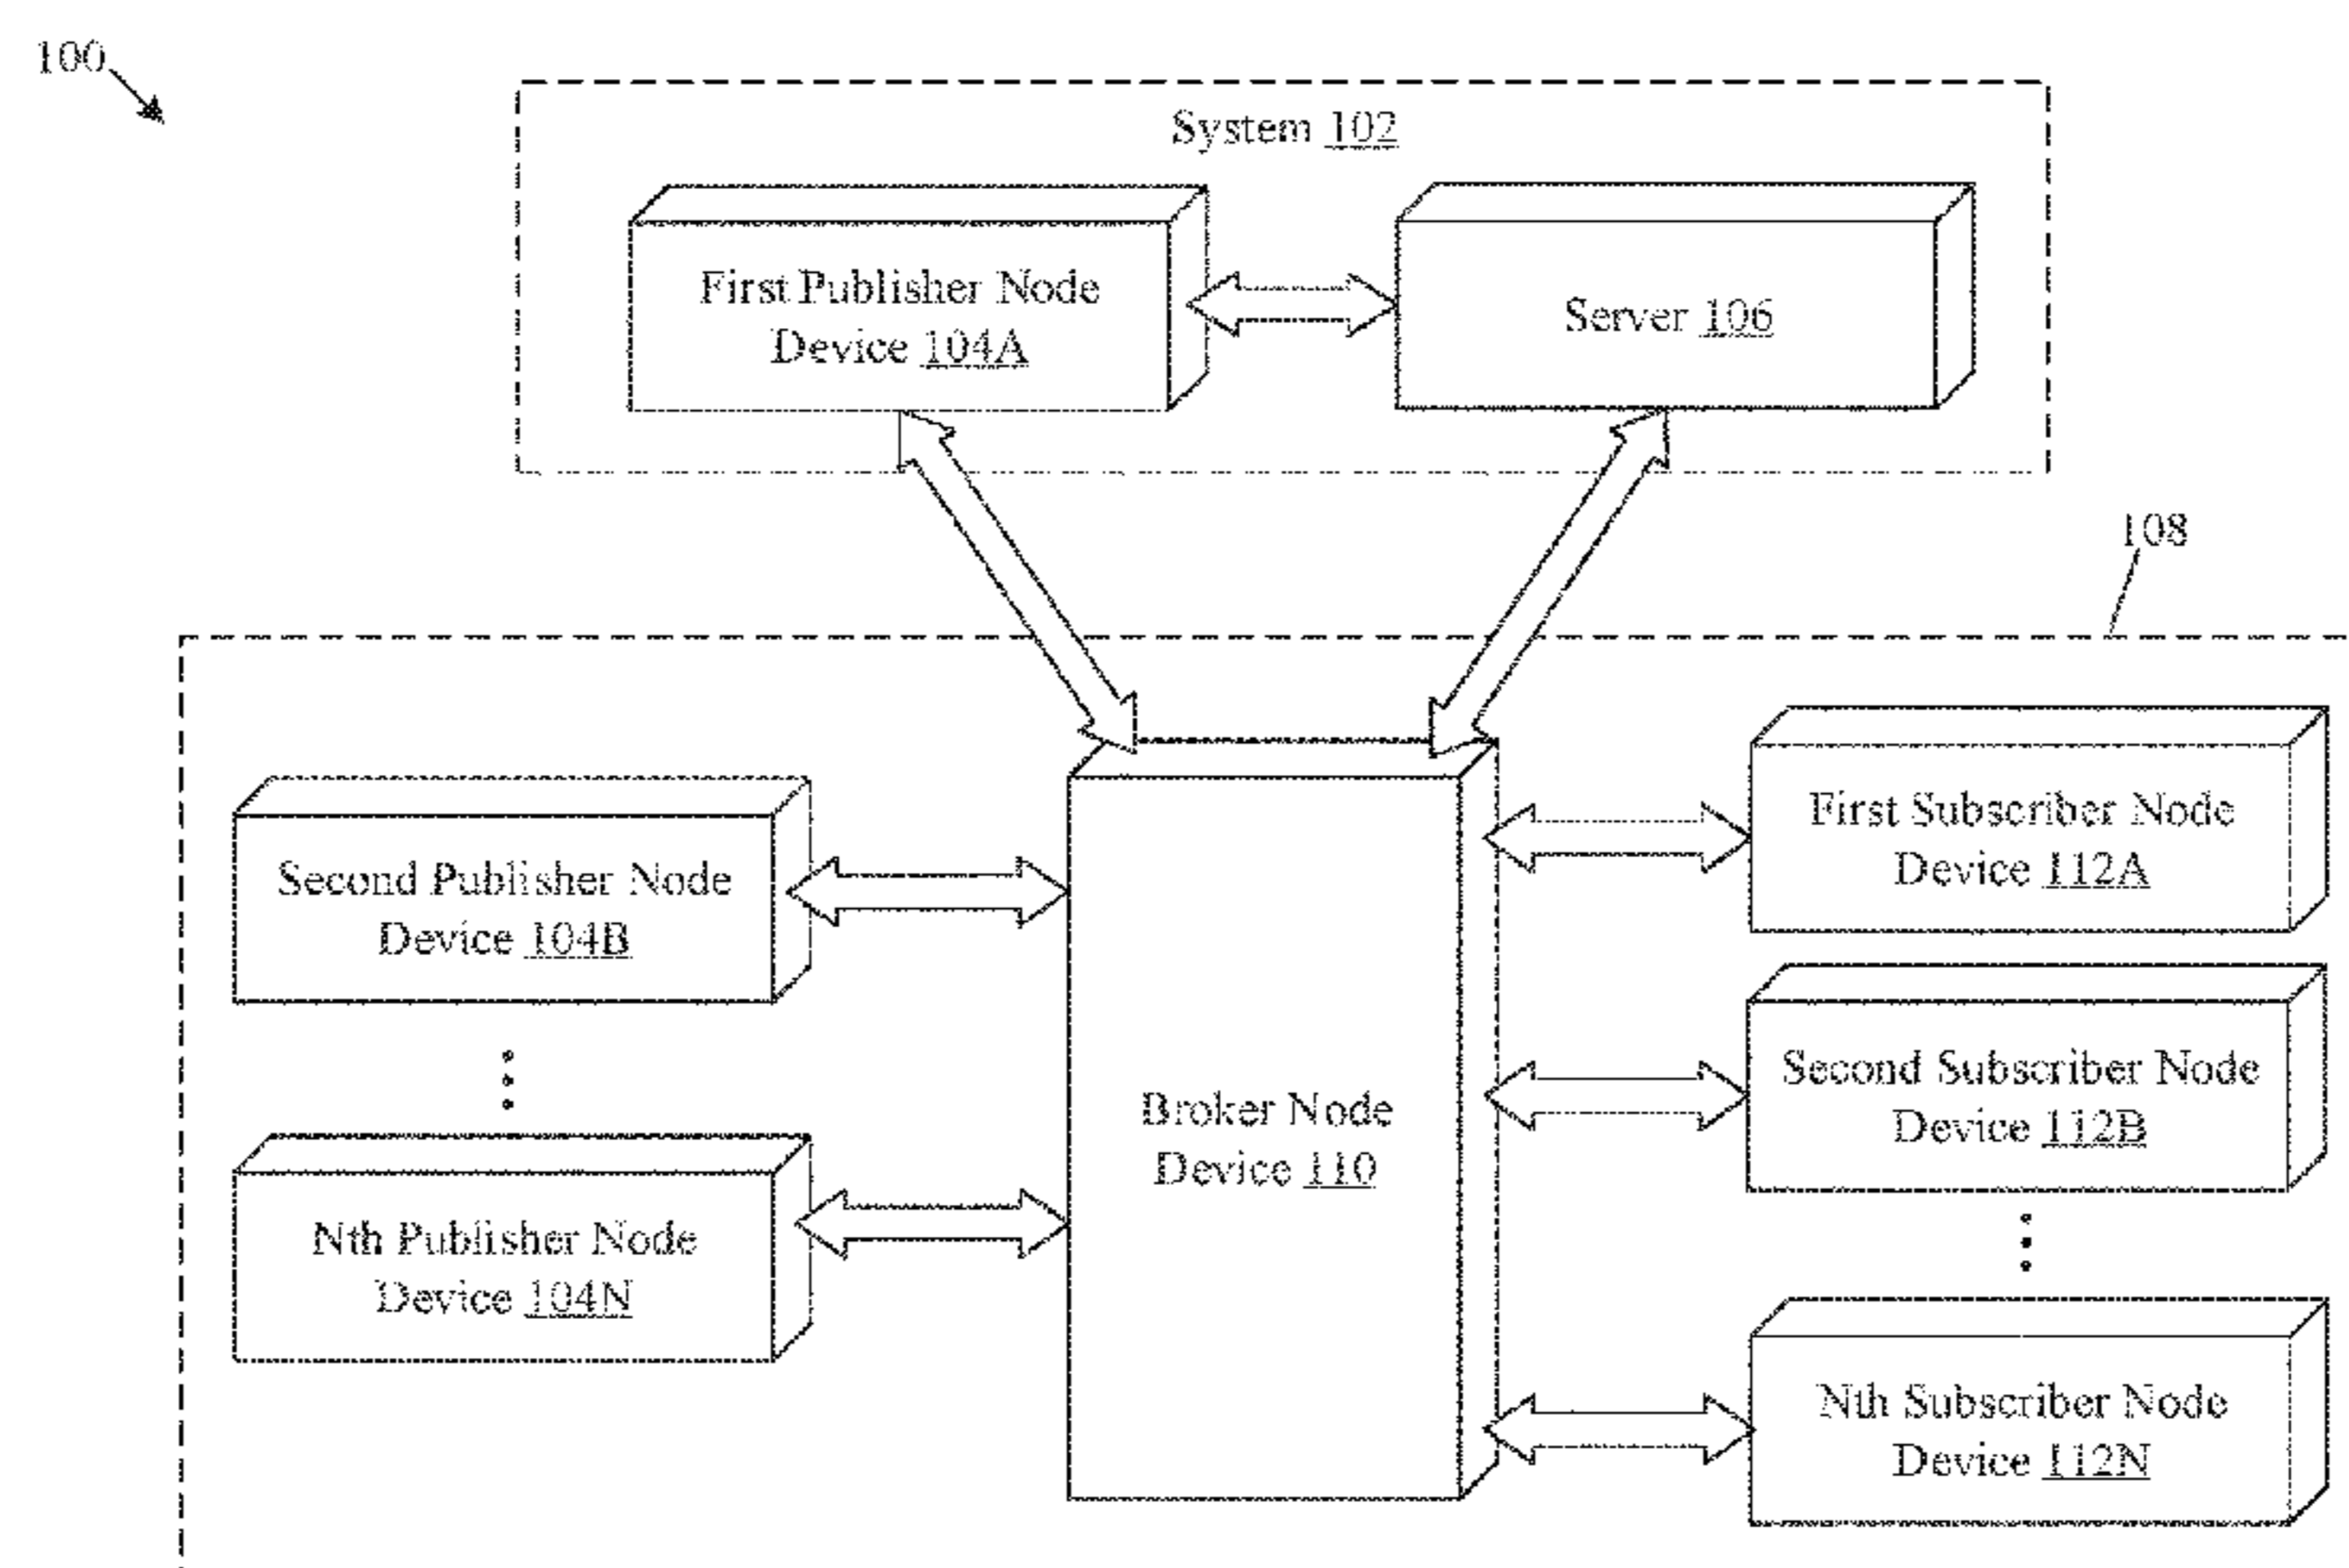 100
System 102
First Publisher Node
Device 104A
Server 106
108
Second Publisher Node
Device 104B
Nth Publisher Node
Device 104N
Broker Node
Device 110
First Subscriber Node
Device 112A
Second Subscriber Node
Device 112B
Nth Subscriber Node
Device 112N